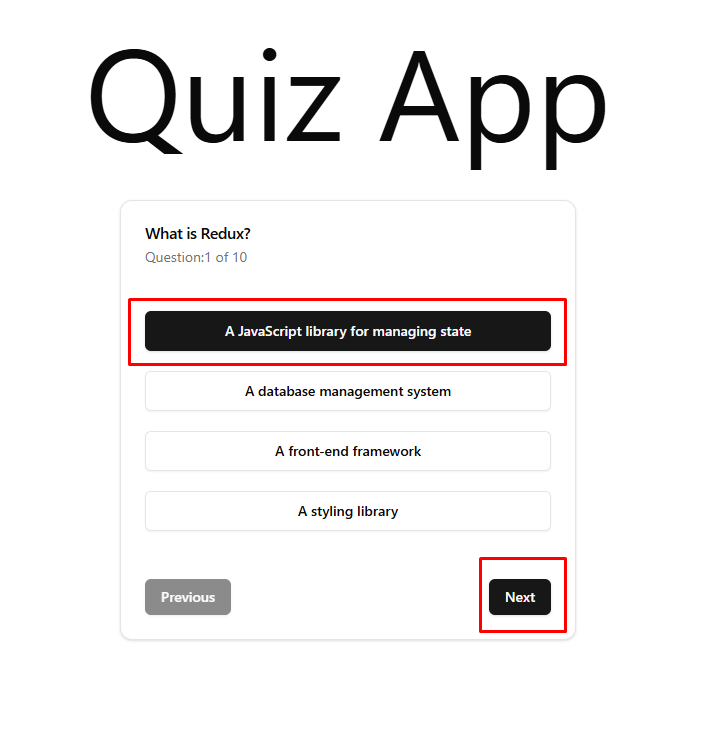 Quiz App
What is Redux?
Question:1 of 10
A JavaScript library for managing state
A database management system
A front-end framework
A styling library
Previous
Next